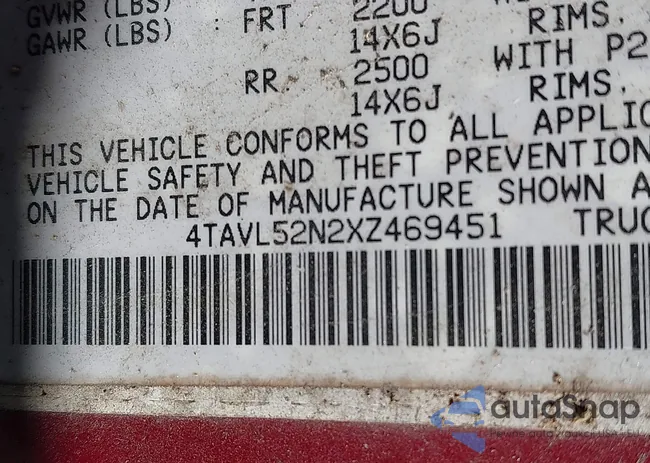 GVWR (LBS)
GAWR (LBS) : FRT 2200
14X6J RIMS.
RR 2500 WITH P2
14X6J RIMS.
THIS VEHICLE CONFORMS TO ALL APPLIC
VEHICLE SAFETY AND THEFT PREVENTION
ON THE DATE OF MANUFACTURE SHOWN A
4TAVL52N2XZ469451 TRUC
autoSnap